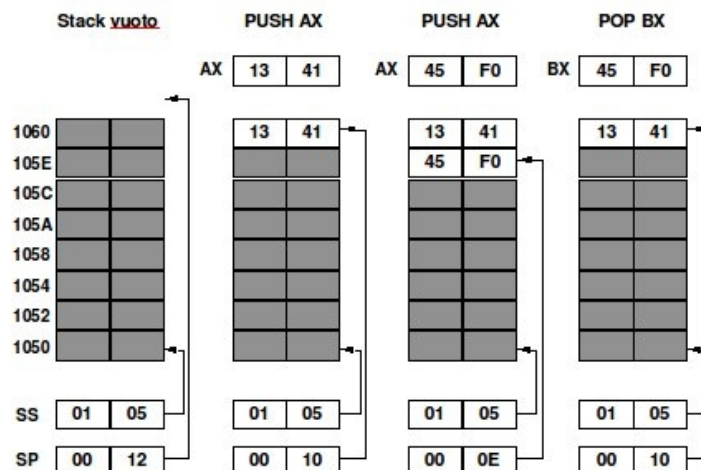 Stack vuoto PUSH AX PUSH AX POP BX
AX 13 41 AX 45 F0 BX 45 F0
1060 13 41 13 41 13 41
105E 45 F0
105C
105A
1058
1054
1052
1050
SS 01 05 01 05 01 05 01 05
SP 00 12 00 10 00 0E 00 10